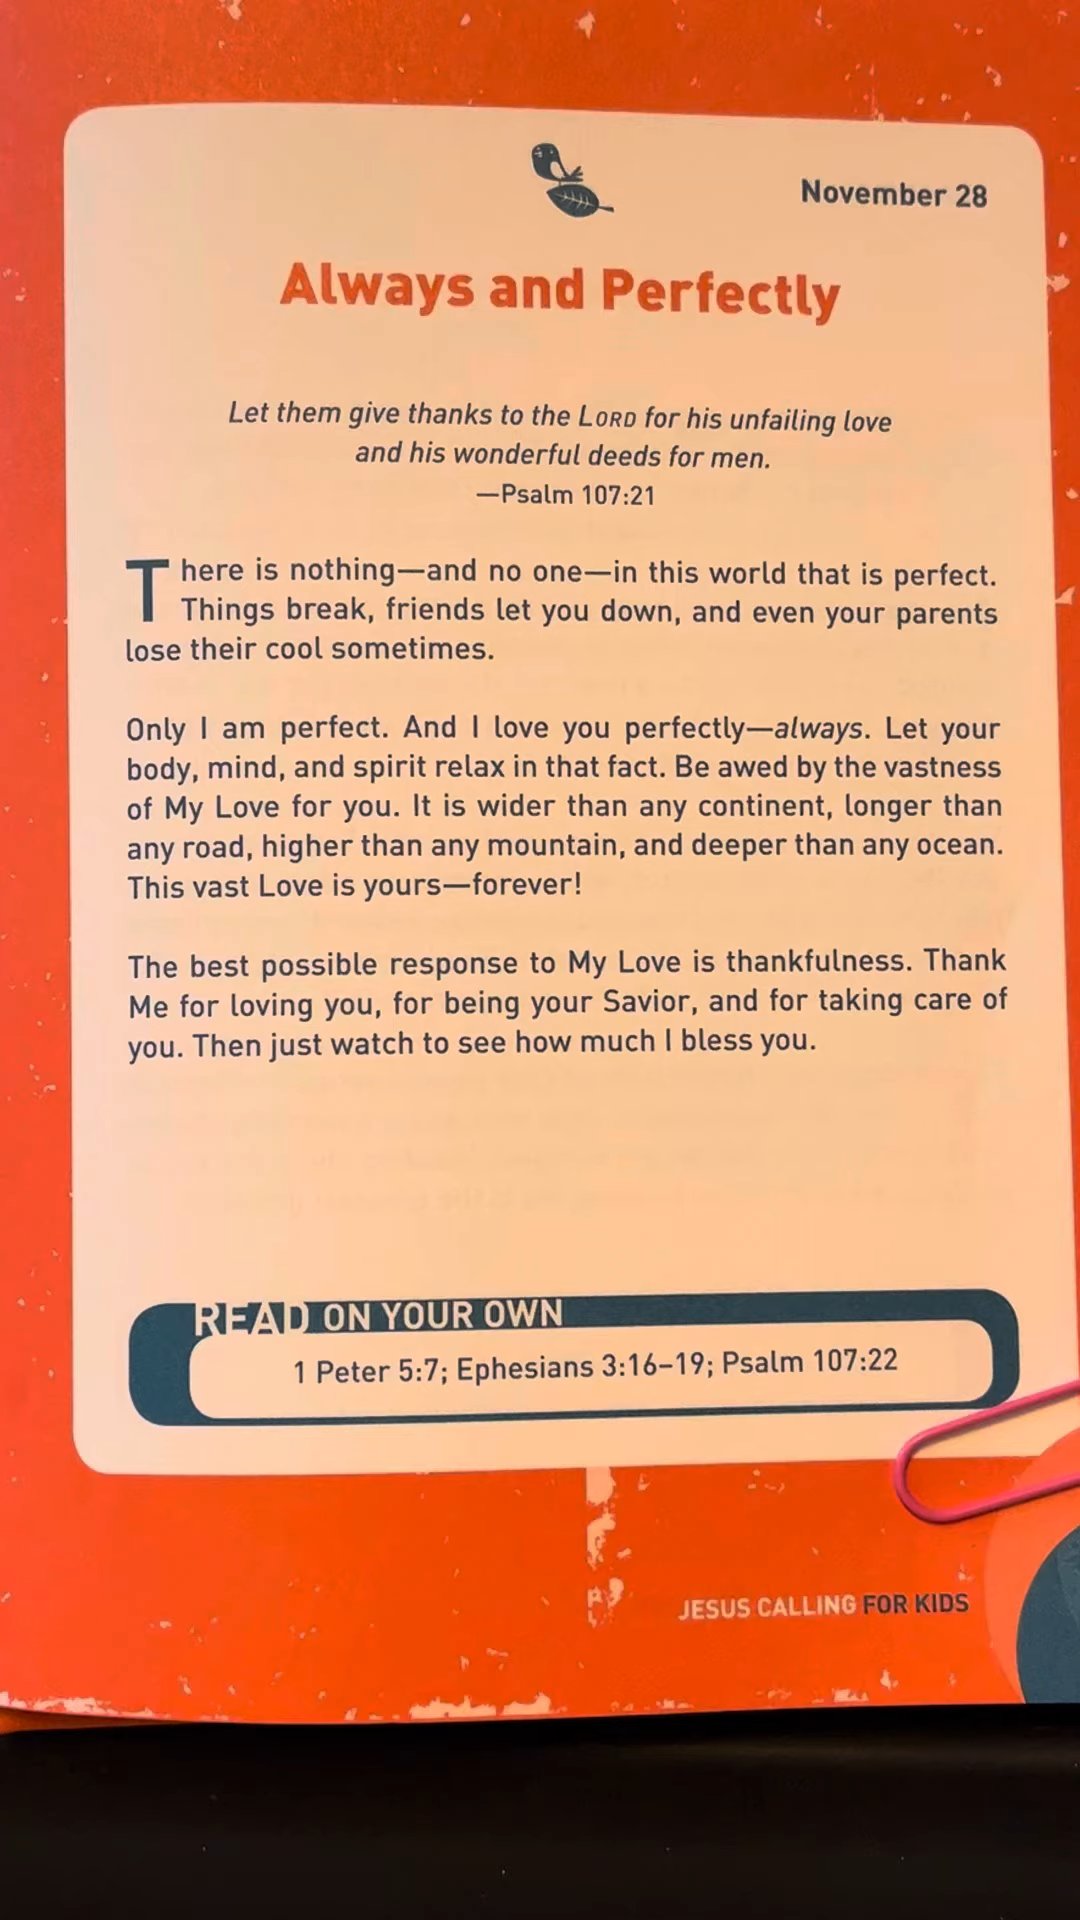 November 28
Always and Perfectly
Let them give thanks to the LORD for his unfailing love
and his wonderful deeds for men.
—Psalm 107:21
There is nothing—and no one—in this world that is perfect.
Things break, friends let you down, and even your parents
lose their cool sometimes.
Only I am perfect. And I love you perfectly—always. Let your
body, mind, and spirit relax in that fact. Be awed by the vastness
of My Love for you. It is wider than any continent, longer than
any road, higher than any mountain, and deeper than any ocean.
This vast Love is yours—forever!
The best possible response to My Love is thankfulness. Thank
Me for loving you, for being your Savior, and for taking care of
you. Then just watch to see how much I bless you.
READ ON YOUR OWN
1 Peter 5:7; Ephesians 3:16–19; Psalm 107:22
JESUS CALLING FOR KIDS